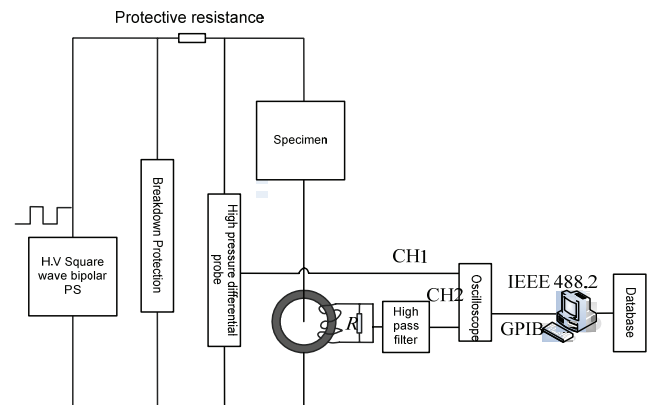 Protective resistance
Specimen
Breakdown Protection
High pressure differential
probe
H.V Square
wave bipolar
PS
CH1
CH2
R
High
pass
filter
Oscilloscope
IEEE 488.2
GPIB
Database